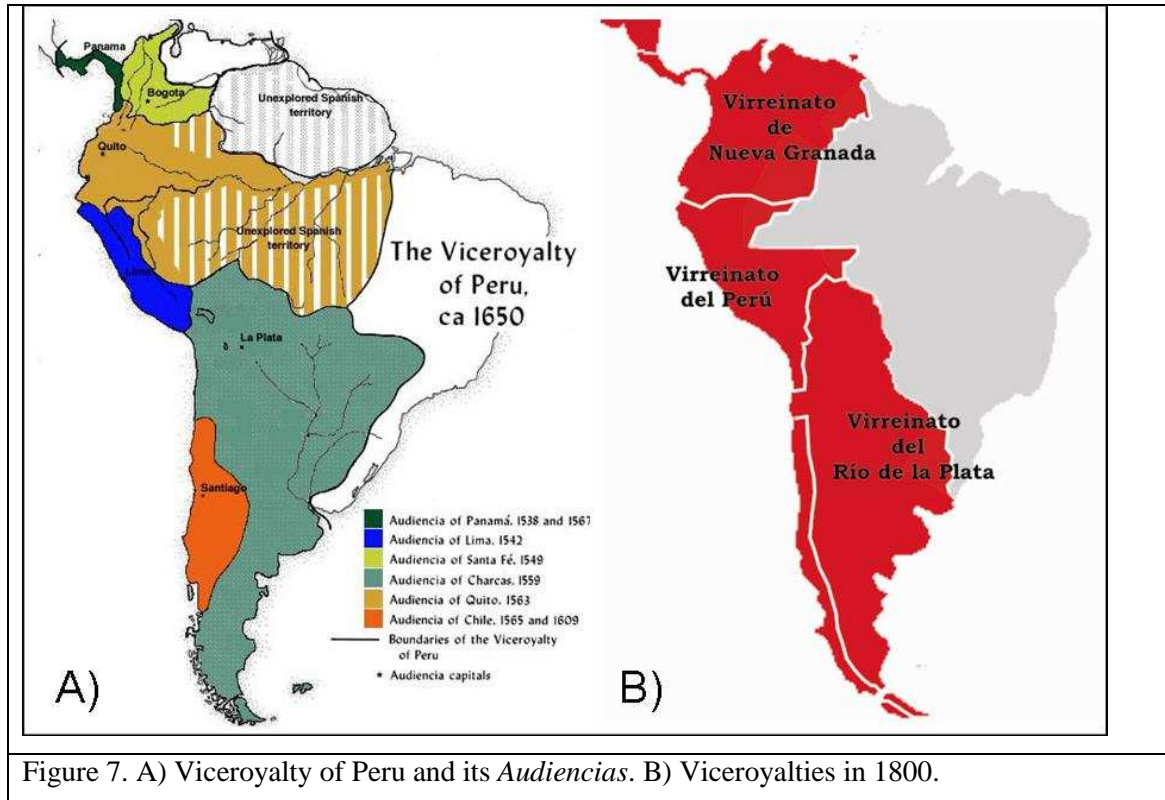 Panama
Bogota
Unexplored Spanish
territory
Quito
Unexplored Spanish
territory
Lima
The Viceroyalty
of Peru,
ca 1650
La Plata
Santiago
Audiencia of Panamá, 1538 and 1567
Audiencia of Lima, 1542
Audiencia of Santa Fé, 1549
Audiencia of Charcas, 1559
Audiencia of Quito, 1563
Audiencia of Chile, 1565 and 1609
Boundaries of the Viceroyalty
of Peru
* Audiencia capitals
A)
Virreinato
de
Nueva Granada
Virreinato
del Perú
Virreinato
del
Río de la Plata
B)
Figure 7. A) Viceroyalty of Peru and its Audiencias. B) Viceroyalties in 1800.